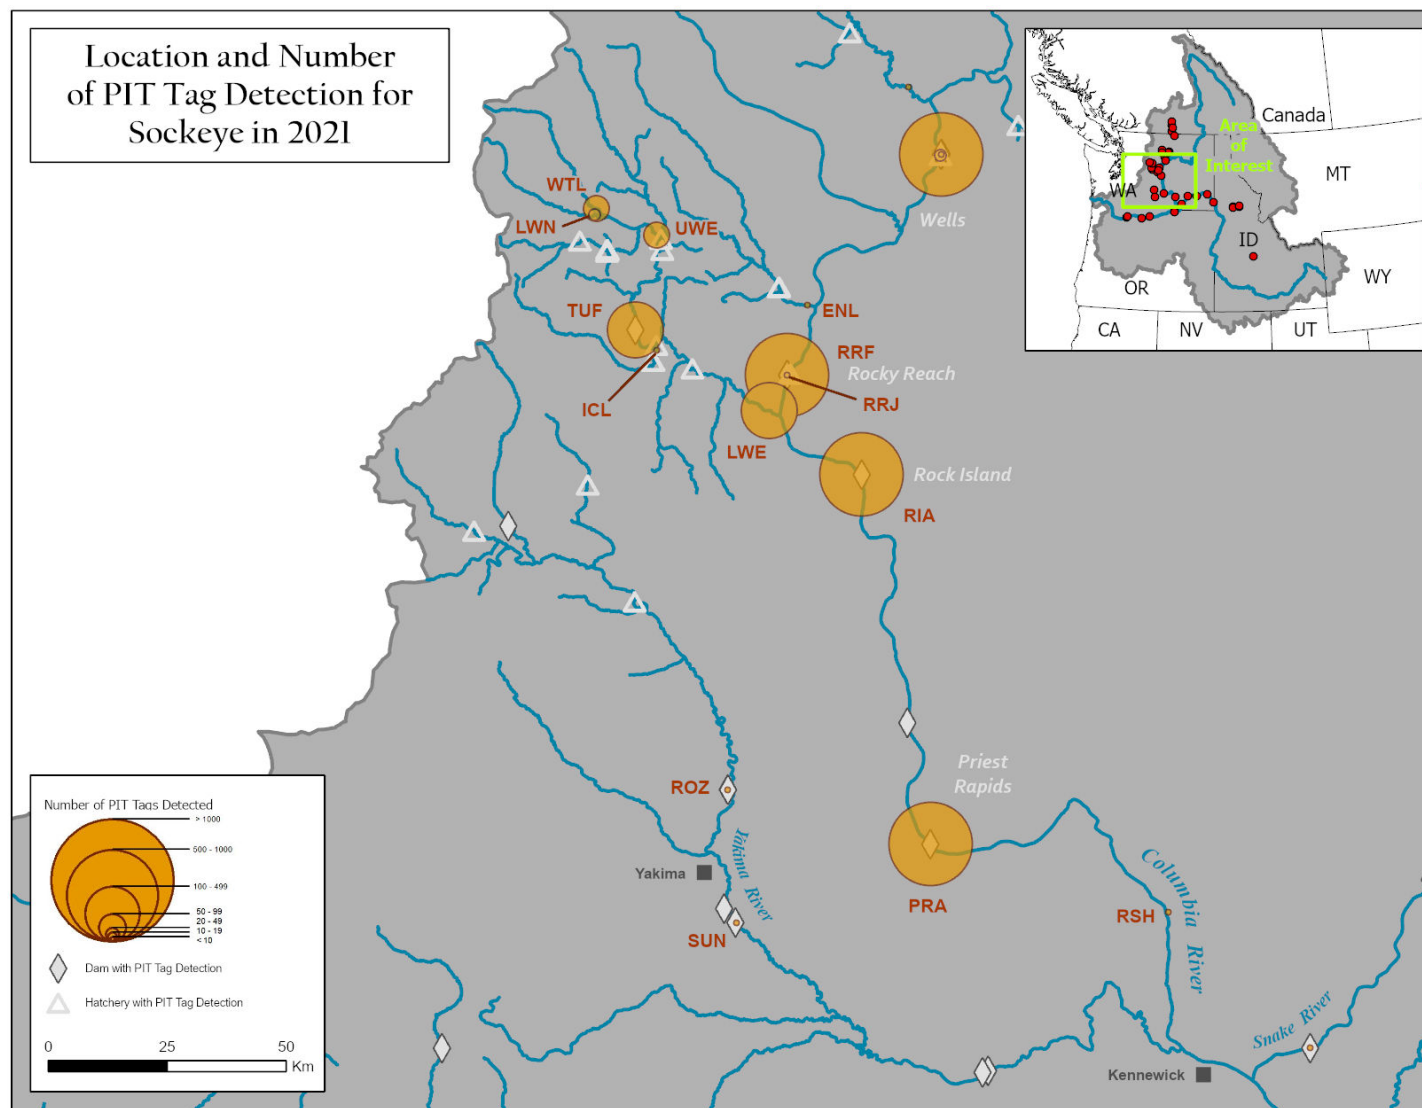 Location and Number
of PIT Tag Detection for
Sockeye in 2021
Canada
Area
of
Interest
WA
MT
ID
OR
WY
CA
NV
UT
WTL
LWN
UWE
Wells
TUF
ENL
RRF
Rocky Reach
ICL
RRJ
LWE
Rock Island
RIA
ROZ
Priest
Rapids
Yakima
Yakima River
PRA
SUN
RSH
Columbia River
Snake River
Kennewick
Number of PIT Tags Detected
> 1000
500 - 1000
100 - 499
50 - 99
20 - 49
10 - 19
< 10
Dam with PIT Tag Detection
Hatchery with PIT Tag Detection
0 25 50
Km